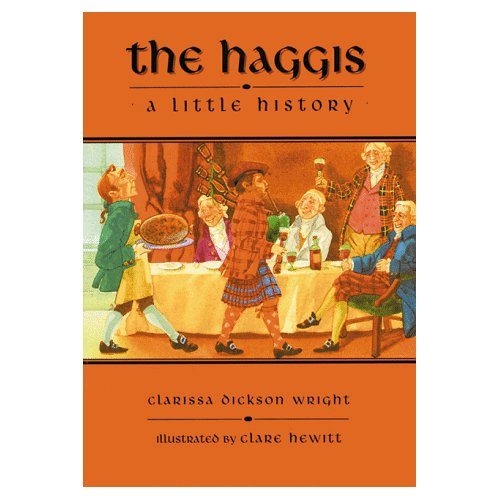 the haggis
a little history
clarissa dickson wright
illustrated by clare hewitt